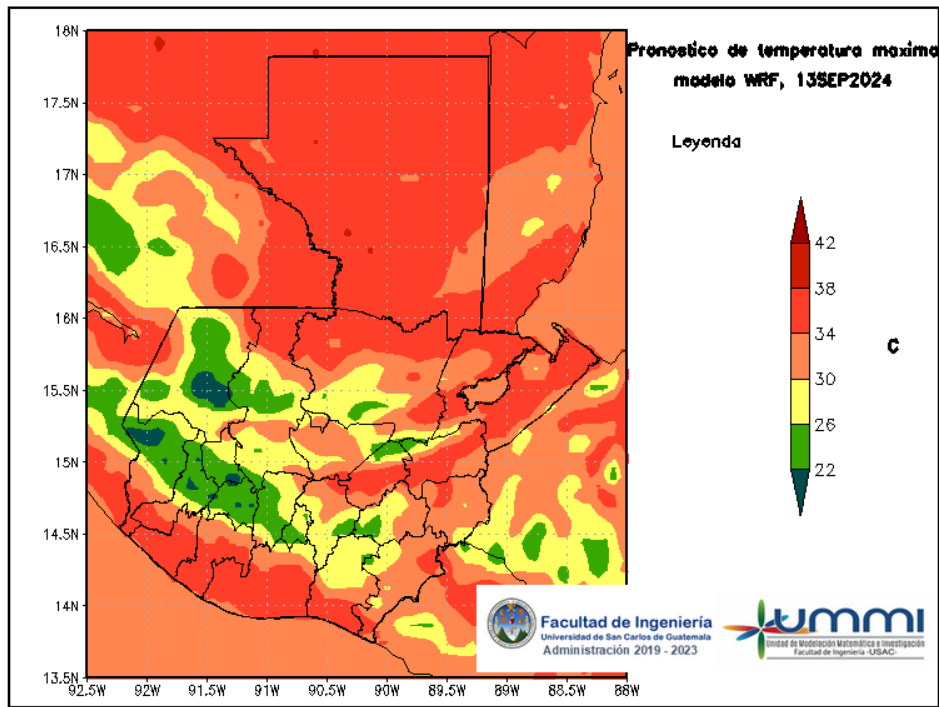 Pronostico de temperatura maxima
modelo WRF, 13SEP2024
Leyenda
42
38
34
30
26
22
C
18N
17.5N
17N
16.5N
16N
15.5N
15N
14.5N
14N
13.5N
92.5W
92W
91.5W
91W
90.5W
90W
89.5W
89W
88.5W
88W
Facultad de Ingeniería
Universidad de San Carlos de Guatemala
Administración 2019 - 2023
UMMI
Unidad de Modelación Matemática e Investigación
Facultad de Ingeniería -USAC-